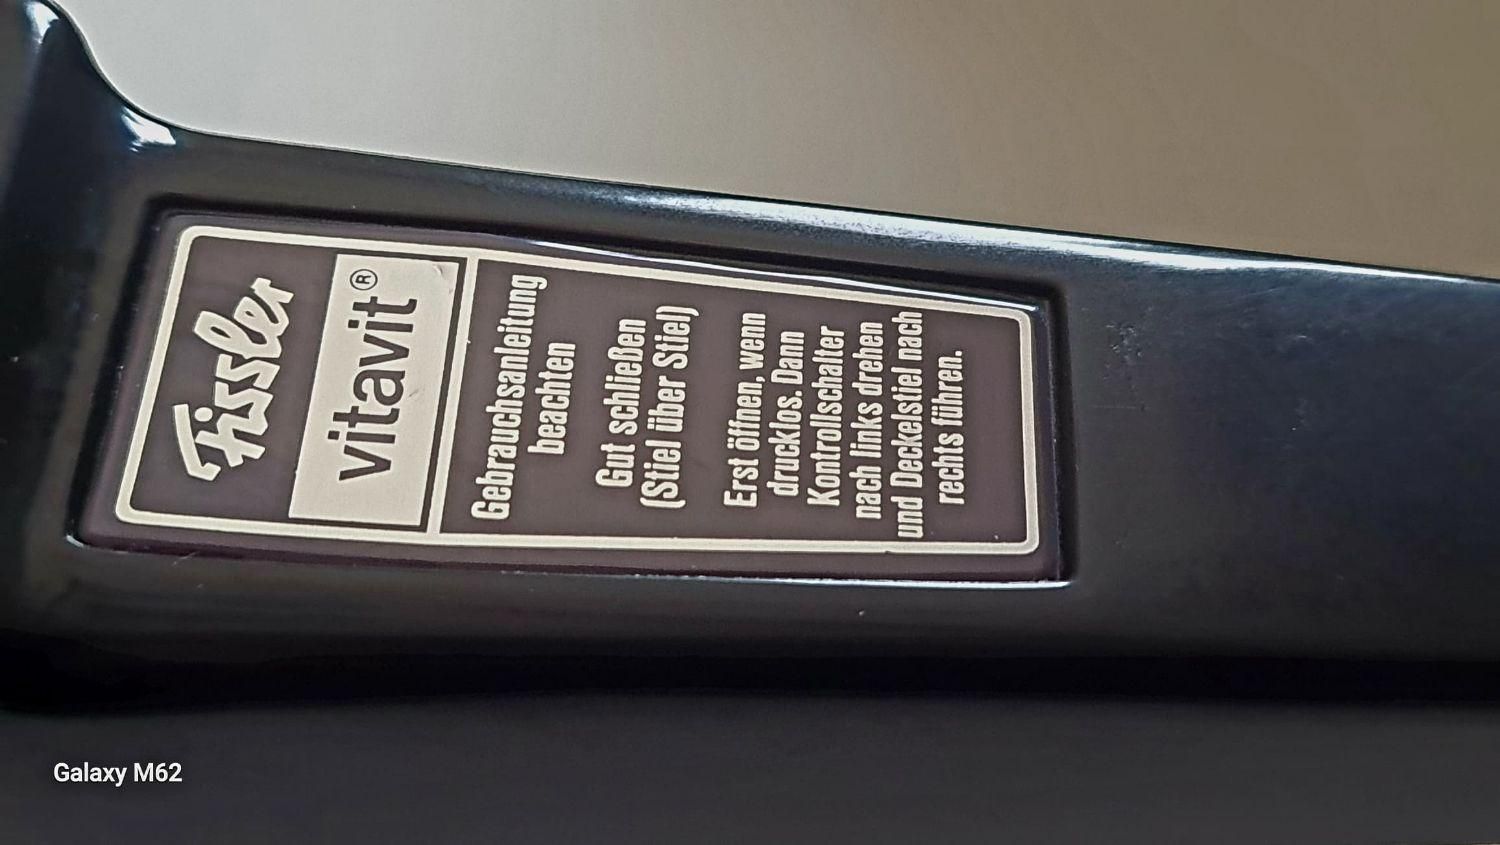 Fissler
vitavit®
Gebrauchsanleitung
beachten
Gut schließen
(Stiel über Stiel)
Erst öffnen, wenn
drucklos. Dann
Kontrollschalter
nach links drehen
und Deckelstiel nach
rechts führen.
Galaxy M62